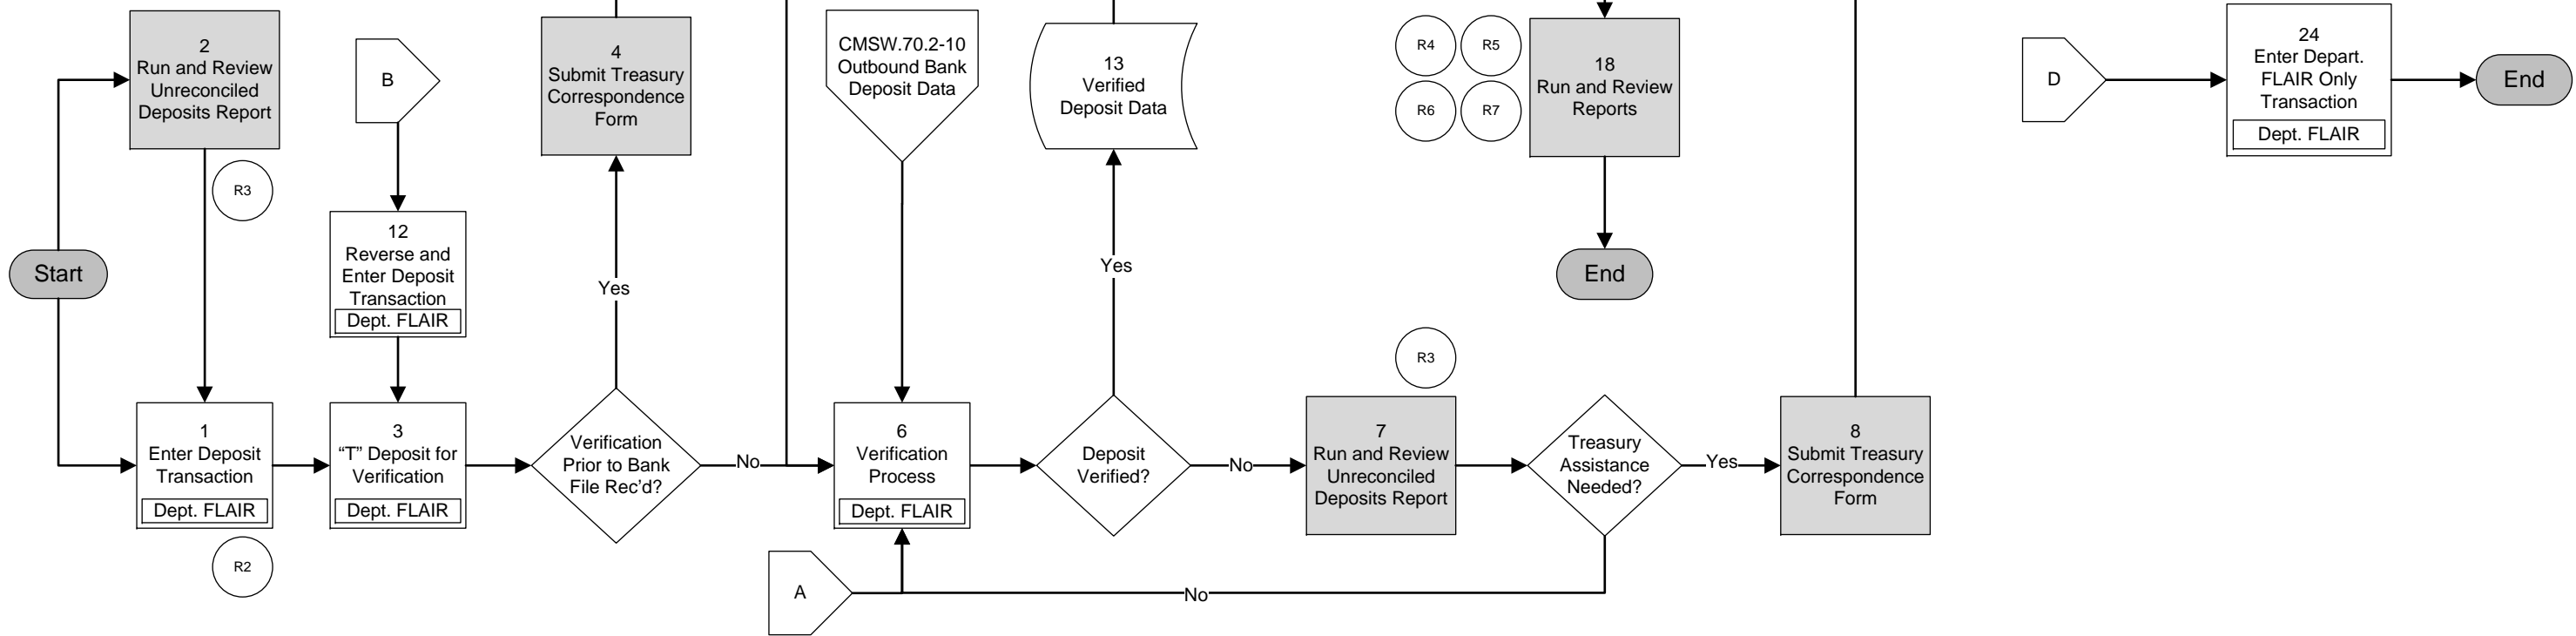 2
Run and Review
Unreconciled
Deposits Report
R3
B
12
Reverse and
Enter Deposit
Transaction
Dept. FLAIR
Start
1
Enter Deposit
Transaction
Dept. FLAIR
R2
3
“T” Deposit for
Verification
Dept. FLAIR
4
Submit Treasury
Correspondence
Form
Yes
Verification
Prior to Bank
File Rec’d?
No
CMSW.70.2-10
Outbound Bank
Deposit Data
6
Verification
Process
Dept. FLAIR
A
13
Verified
Deposit Data
Yes
Deposit
Verified?
No
R4
R5
R6
R7
18
Run and Review
Reports
End
R3
7
Run and Review
Unreconciled
Deposits Report
Treasury
Assistance
Needed?
Yes
No
8
Submit Treasury
Correspondence
Form
D
24
Enter Depart.
FLAIR Only
Transaction
Dept. FLAIR
End